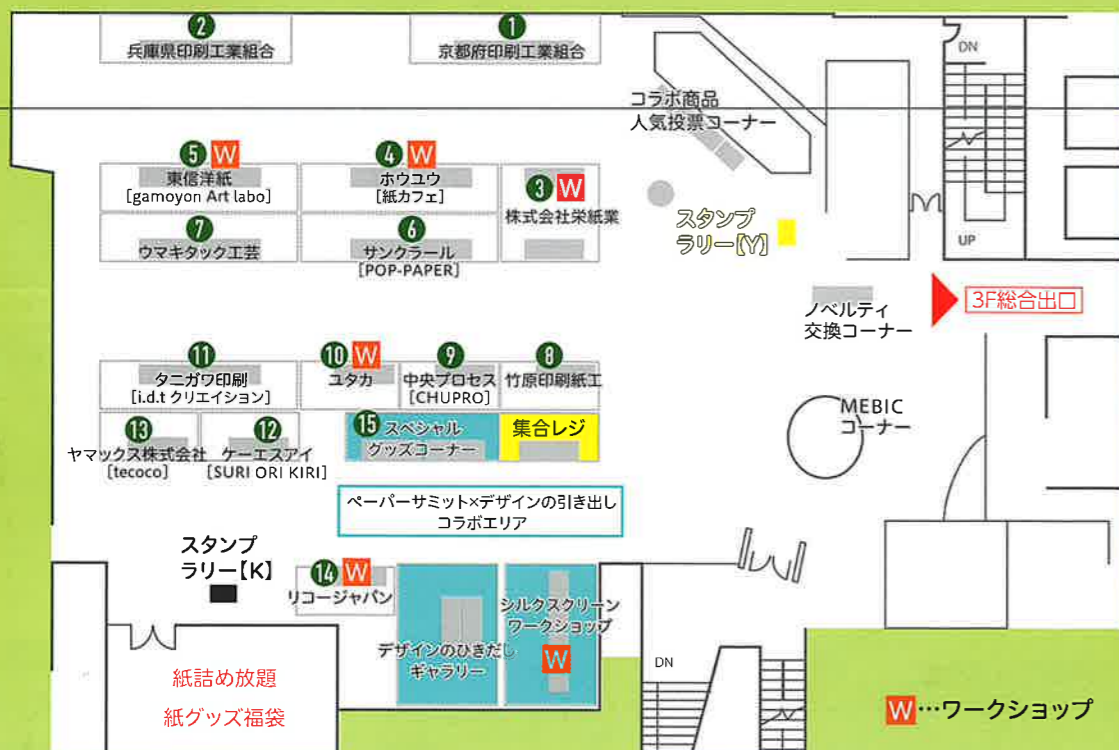 2
兵庫県印刷工業組合
1
京都府印刷工業組合
DN
コラボ商品
人気投票コーナー
5 W
東信洋紙
[gamoyon Art labo]
4 W
ホウユウ
[紙カフェ]
3 W
株式会社栄紙業
スタンプ
ラリー【Y】
7
ウマキタック工芸
6
サンクラール
[POP-PAPER]
UP
3F総合出口
ノベルティ
交換コーナー
11
タニガワ印刷
[i.d.t クリエイション]
10 W
ユタカ
9
中央プロセス
[CHUPRO]
8
竹原印刷紙工
MEBIC
コーナー
13
ヤマックス株式会社
[tecoco]
12
ケーエスアイ
[SURI ORI KIRI]
15 スペシャル
グッズコーナー
集合レジ
ペーパーサミット×デザインの引き出し
コラボエリア
スタンプ
ラリー【K】
14 W
リコージャパン
デザインのひきだし
ギャラリー
シルクスクリーン
ワークショップ
W
DN
紙詰め放題
紙グッズ福袋
W…ワークショップ